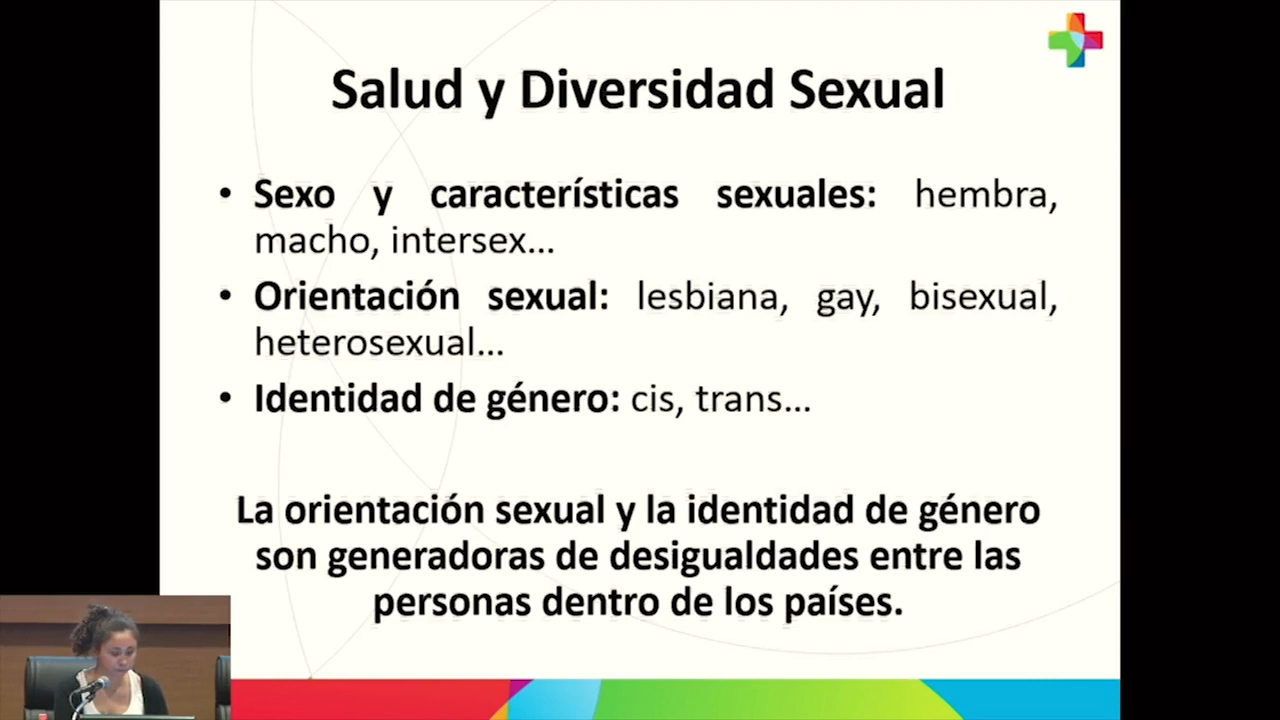 Salud y Diversidad Sexual
• Sexo y características sexuales: hembra,
macho, intersex...
• Orientación sexual: lesbiana, gay, bisexual,
heterosexual...
• Identidad de género: cis, trans...
La orientación sexual y la identidad de género
son generadoras de desigualdades entre las
personas dentro de los países.